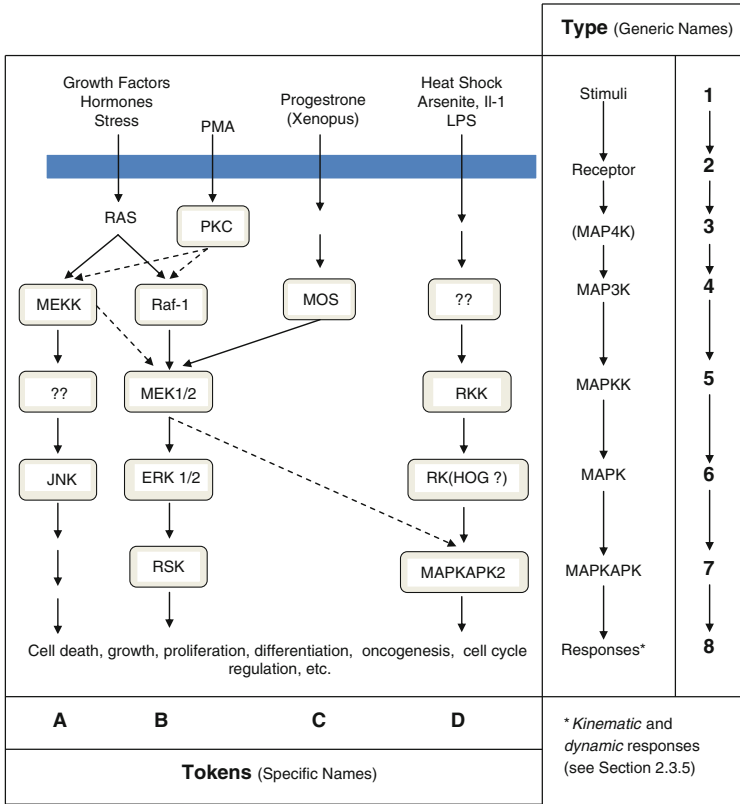 Type (Generic Names)
Growth Factors
Hormones
Stress
PMA
Progestrone
(Xenopus)
Heat Shock
Arsenite, Il-1
LPS
Stimuli
1
Receptor
2
RAS
PKC
(MAP4K)
3
MEKK
Raf-1
MOS
??
MAP3K
4
??
MEK1/2
RKK
MAPKK
5
JNK
ERK 1/2
RK(HOG ?)
MAPK
6
RSK
MAPKAPK2
MAPKAPK
7
Cell death, growth, proliferation, differentiation, oncogenesis, cell cycle
regulation, etc.
Responses*
8
A B C D
* Kinematic and
dynamic responses
(see Section 2.3.5)
Tokens (Specific Names)